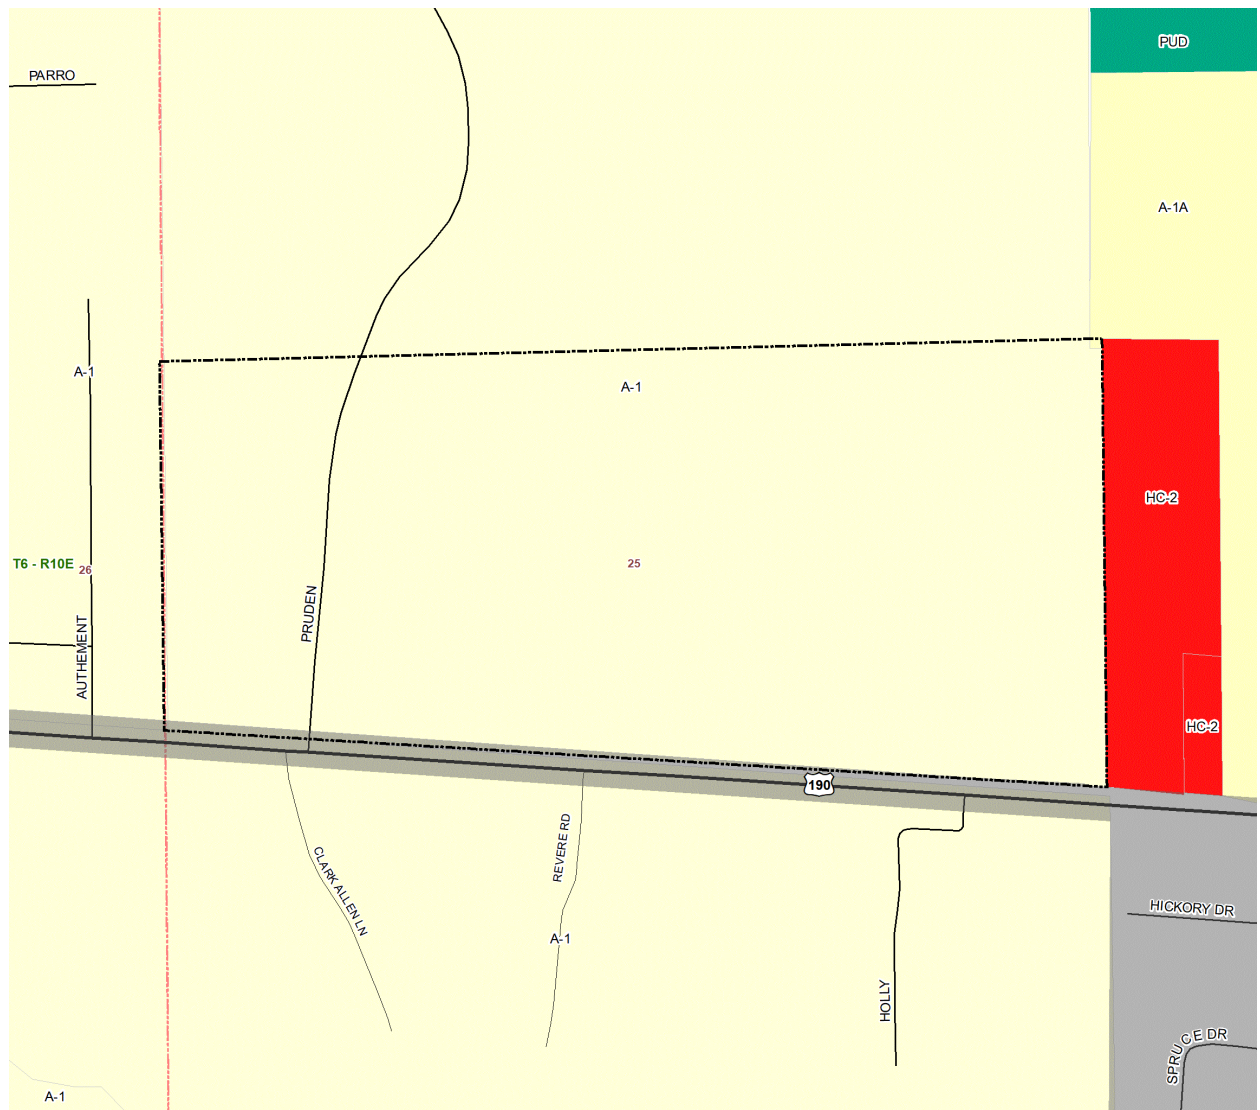 PUD
PARRO
A-1A
A-1
A-1
HC-2
T6 - R10E
26
25
PRUDEN
AUTHEMENT
HC-2
190
CLARK ALLEN LN
REVERE RD
HICKORY DR
A-1
HOLLY
SPRUCE DR
A-1